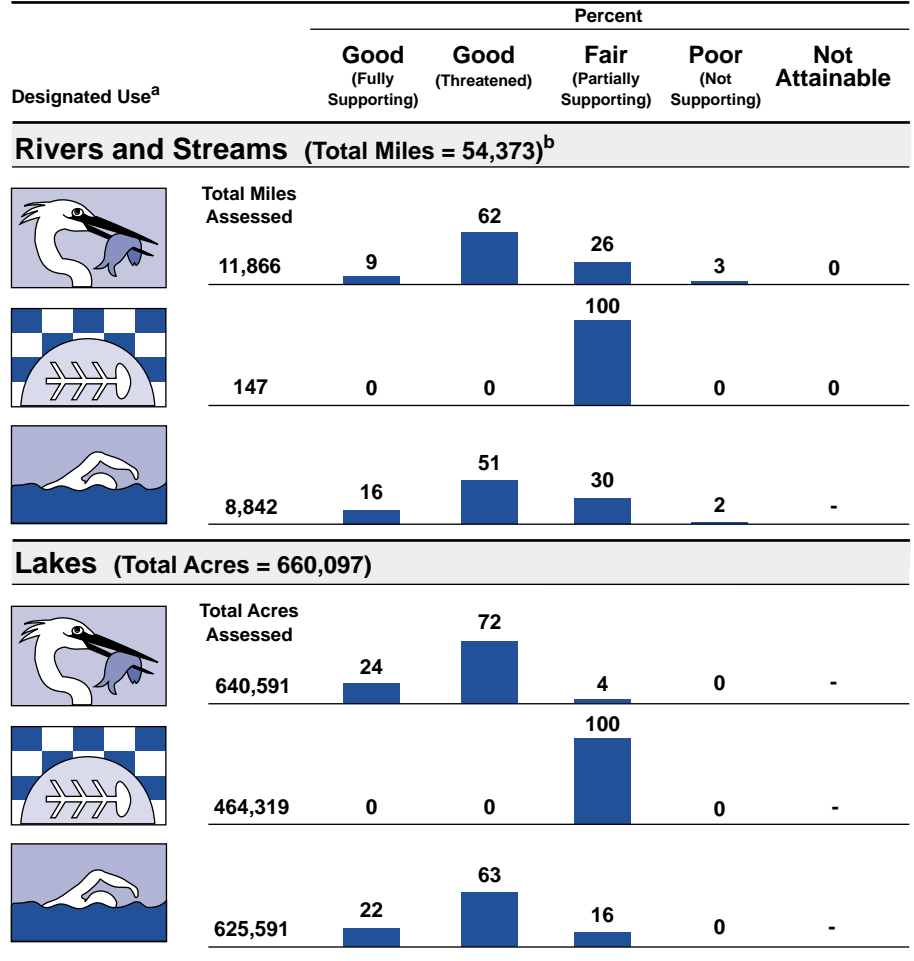 Percent
Good Good Fair Poor Not
(Fully (Threatened) (Partially (Not Attainable
Designated Useᵃ Supporting) Supporting) Supporting)
Rivers and Streams (Total Miles = 54,373)ᵇ
Total Miles
Assessed
11,866 9 62 26 3 0
147 0 0 100 0 0
8,842 16 51 30 2 -
Lakes (Total Acres = 660,097)
Total Acres
Assessed
640,591 24 72 4 0 -
464,319 0 0 100 0 -
625,591 22 63 16 0 -